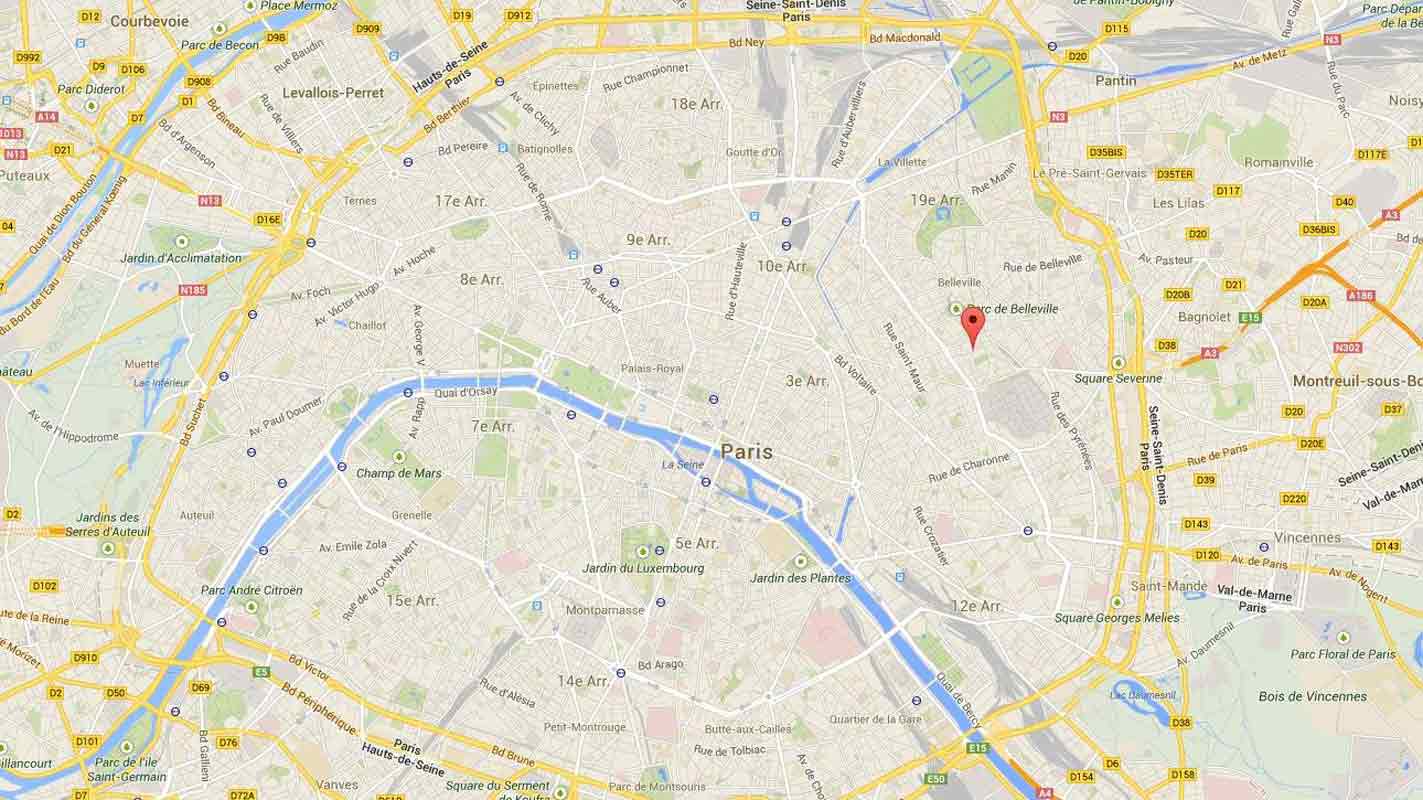 Courbevoie
Place Mermoz
D19
D912
Seine-Saint-Denis
Paris
D115
Parc de Bécon
D9B
D909
Bd Ney
Bd Macdonald
N3
D992
D9
D106
Rue Baudin
Hauts-de-Seine
Paris
D20
Av. de Metz
Parc Diderot
D908
D1
Levallois-Perret
Epinettes
Rue Championnet
Pantin
Rue du Parc
Noisy
A14
D7
Bd Bineau
Rue de Villiers
Bd Berthier
Av. de Clichy
18e Arr.
Rue d'Aubervilliers
N3
1013
N13
D21
Bd d'Argenson
Bd Pereire
Batignolles
Goutte d'Or
La Villette
D35BIS
Romainville
D117E
Puteaux
Rue Manin
Le Pré-Saint-Gervais
D35TER
D117
Quai de Dion Bouton
Bd du Général Kœnig
N13
Ternes
17e Arr.
Rue de Rome
19e Arr.
Les Lilas
D40
A3
D16E
04
D20
D36BIS
Jardin d'Acclimatation
Av. Hoche
9e Arr.
10e Arr.
Rue d'Hauteville
Rue de Belleville
Av. Pasteur
8e Arr.
Belleville
D20B
D21
D20A
A186
N185
Av. Foch
Av. Victor Hugo
Rue Auber
Parc de Belleville
Bagnolet
E15
du Bord de l'Eau
Chaillot
Av. George V
Rue Saint-Maur
D38
A3
N302
Muette
Lac Inférieur
Palais-Royal
3e Arr.
Bd Voltaire
Square Severine
Montreuil-sous-Bo
Quai d'Orsay
Av. Paul Doumer
Av. Rapp
Bd Suchet
Av. de l'Hippodrome
7e Arr.
Rue des Pyrénées
Seine-Saint-Denis
Paris
D20
D37
D20E
Paris
La Seine
Champ de Mars
Rue de Charonne
Rue de Paris
D39
Seine-Saint-Denis
Val-de-Marne
D220
D2
Jardins des
Serres d'Auteuil
Auteuil
Grenelle
Rue Crozatier
D143
Vincennes
D143
Av. Emile Zola
Rue de la Croix Nivert
5e Arr.
Jardin du Luxembourg
Jardin des Plantes
D120
Av. de Paris
Av. de Nogent
D102
Parc André Citroën
15e Arr.
Montparnasse
12e Arr.
Saint-Mande
Val-de-Marne
Paris
Square Georges Melies
D910
E5
Bd Victor
Bd Arago
Av. Daumesnil
Parc Floral de Paris
D2
D50
D69
Bd Périphérique
Rue d'Alésia
14e Arr.
Quai de Bercy
Lac Daumesnil
Bois de Vincennes
D101
D76
Bd Gallieni
Petit-Montrouge
Butte-aux-Cailles
Quartier de la Gare
D38
Paris
Hauts-de-Seine
Bd Brune
Rue de Tolbiac
E15
Parc de l'ile
Saint-Germain
Vanves
Square du Serment
Parc de Montsouris
Av. de Choi
E50
D154
D6
D158
D7
D72A
A4